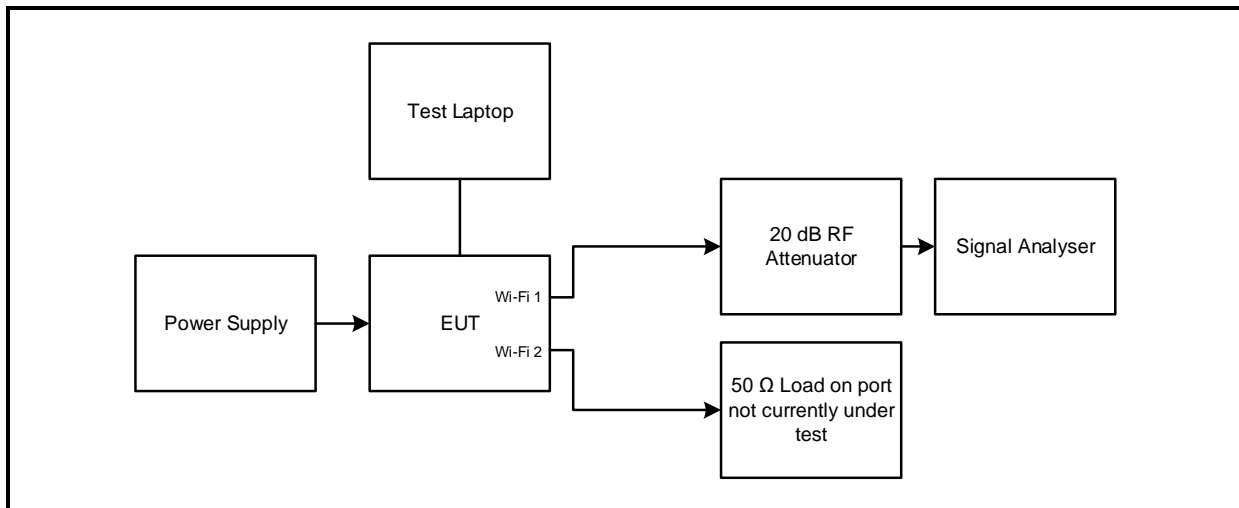 Test Laptop
20 dB RF
Attenuator
Signal Analyser
Power Supply
EUT
Wi-Fi 1
Wi-Fi 2
50 Ω Load on port
not currently under
test